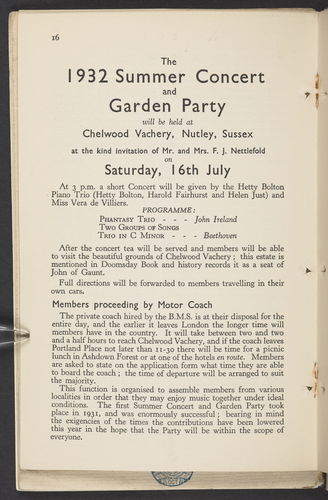 16
The
1932 Summer Concert
and
Garden Party
will be held at
Chelwood Vachery, Nutley, Sussex
at the kind invitation of Mr. and Mrs. F. J. Nettlefold
on
Saturday, 16th July
At 3 p.m. a short Concert will be given by the Hetty Bolton
Piano Trio (Hetty Bolton, Harold Fairhurst and Helen Just) and
Miss Vera de Villiers.
PROGRAMME:
Phantasy Trio - - - John Ireland
Two Groups of Songs
Trio in C Minor - - - Beethoven
After the concert tea will be served and members will be able
to visit the beautiful grounds of Chelwood Vachery; this estate is
mentioned in Doomsday Book and history records it as a seat of
John of Gaunt.
Full directions will be forwarded to members travelling in their
own cars.
Members proceeding by Motor Coach
The private coach hired by the B.M.S. is at their disposal for the
entire day, and the earlier it leaves London the longer time will
members have in the country. It will take between two and two
and a half hours to reach Chelwood Vachery, and if the coach leaves
Portland Place not later than 11-30 there will be time for a picnic
lunch in Ashdown Forest or at one of the hotels en route. Members
are asked to state on the application form what time they are able
to board the coach; the time of departure will be arranged to suit
the majority.
This function is organised to assemble members from various
localities in order that they may enjoy music together under ideal
conditions. The first Summer Concert and Garden Party took
place in 1931, and was enormously successful; bearing in mind
the exigencies of the times the contributions have been lowered
this year in the hope that the Party will be within the scope of
everyone.